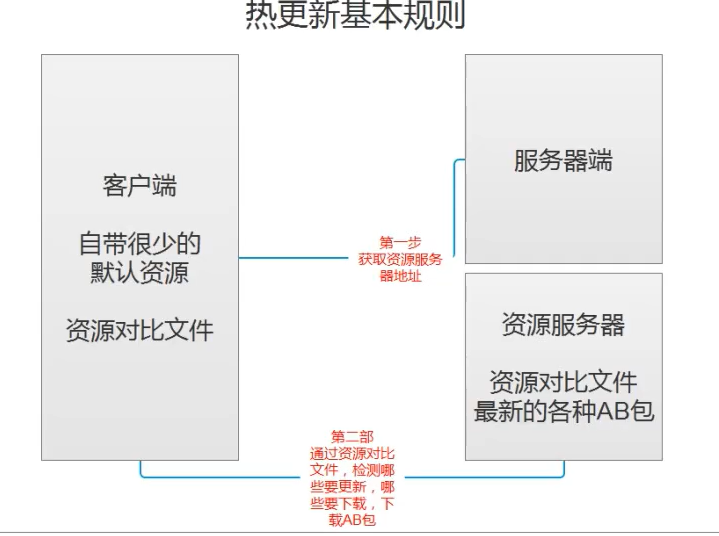 热更新基本规则
客户端
自带很少的
默认资源
资源对比文件
第一步
获取资源服务
器地址
服务器端
资源服务器
资源对比文件
最新的各种AB包
第二部
通过资源对比
文件，检测哪
些要更新，哪
些要下载，下
载AB包